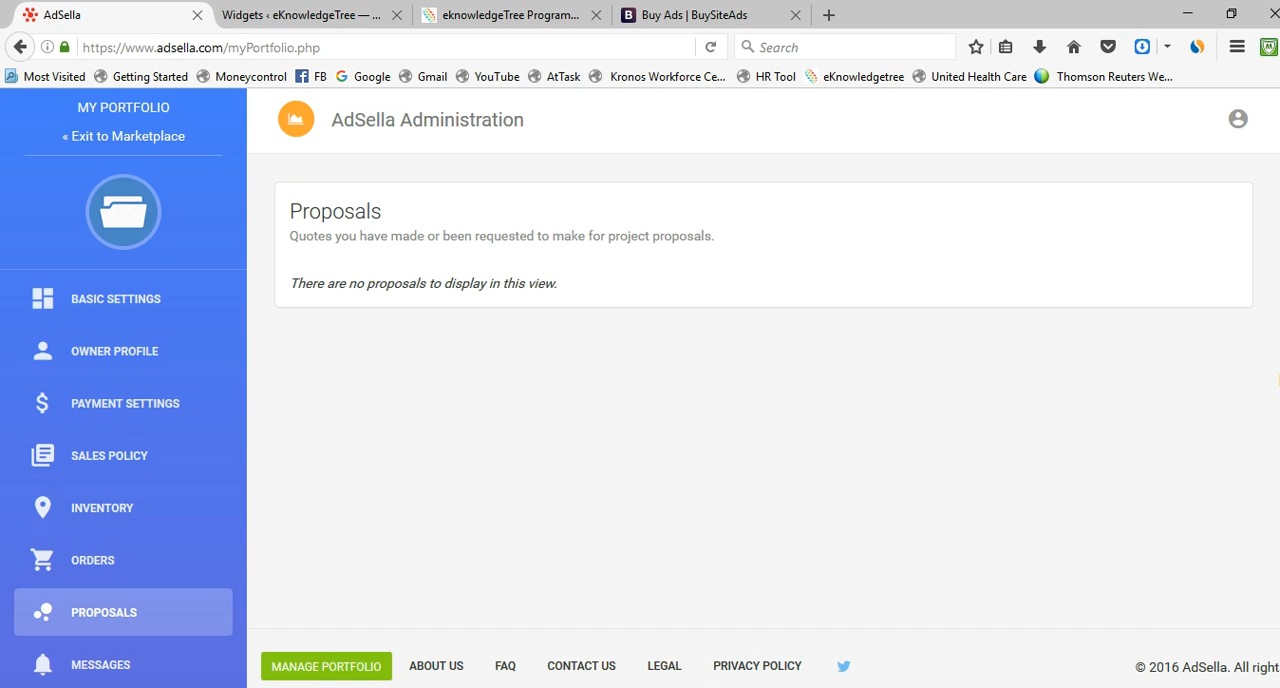 AdSella
Widgets ‹ eKnowledgeTree — ...
eknowledgeTree Program...
B Buy Ads | BuySiteAds
https://www.adsella.com/myPortfolio.php
Search
Most Visited Getting Started Moneycontrol FB Google Gmail YouTube AtTask Kronos Workforce Ce... HR Tool eKnowledgetree United Health Care Thomson Reuters We...
MY PORTFOLIO
« Exit to Marketplace
BASIC SETTINGS
OWNER PROFILE
PAYMENT SETTINGS
SALES POLICY
INVENTORY
ORDERS
PROPOSALS
MESSAGES
AdSella Administration
Proposals
Quotes you have made or been requested to make for project proposals.
There are no proposals to display in this view.
MANAGE PORTFOLIO ABOUT US FAQ CONTACT US LEGAL PRIVACY POLICY © 2016 AdSella. All right